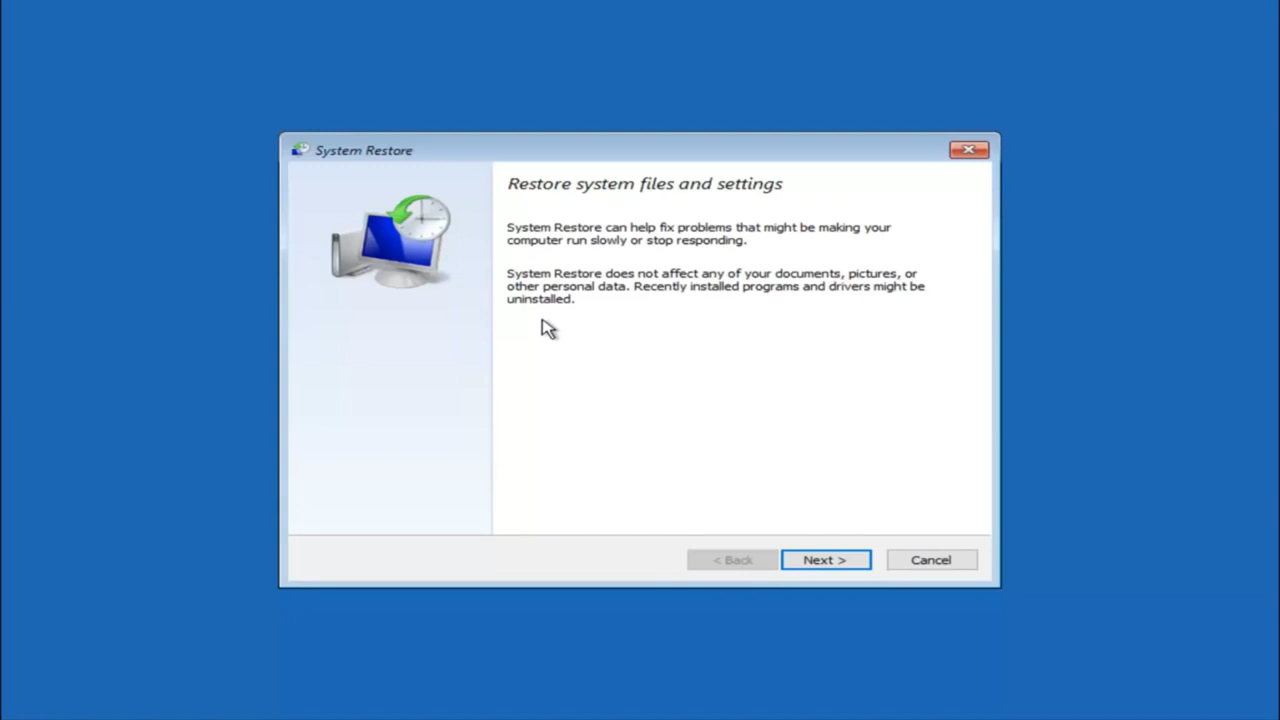 System Restore
Restore system files and settings
System Restore can help fix problems that might be making your
computer run slowly or stop responding.
System Restore does not affect any of your documents, pictures, or
other personal data. Recently installed programs and drivers might be
uninstalled.
< Back Next > Cancel